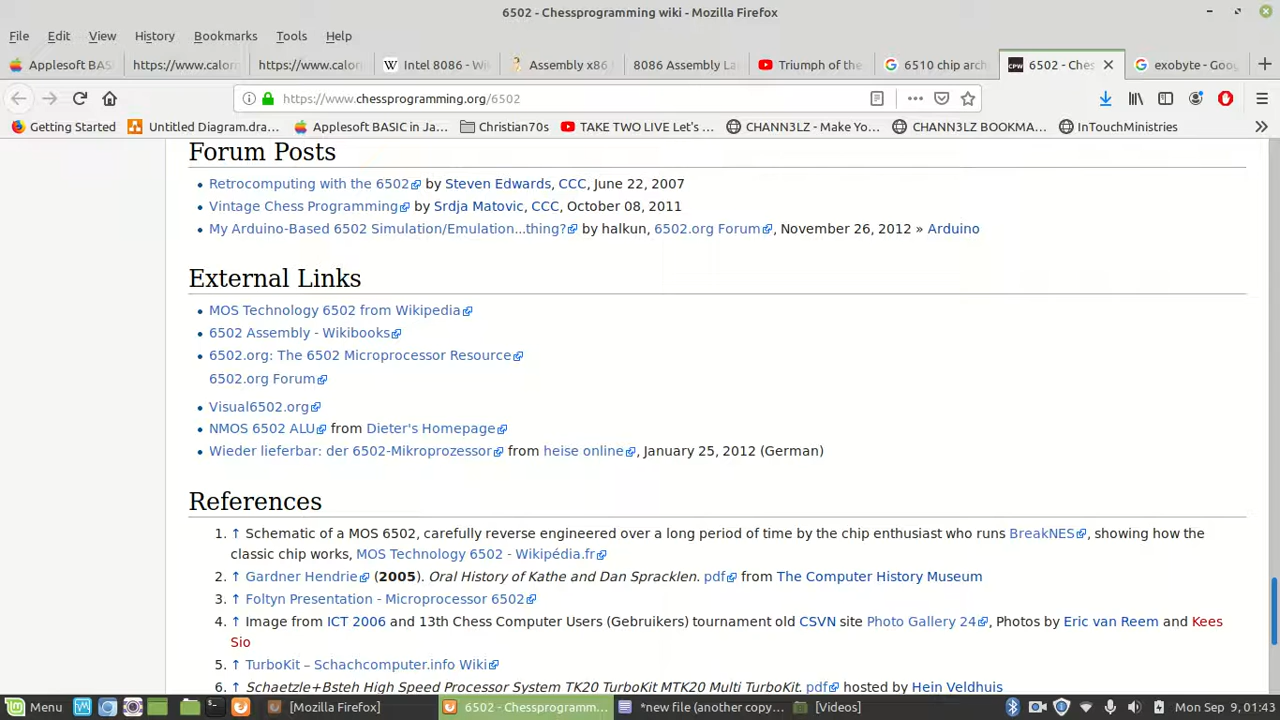 6502 - Chessprogramming wiki - Mozilla Firefox
File Edit View History Bookmarks Tools Help
Applesoft BAS https://www.calorm https://www.calorm Intel 8086 - Wik Assembly x86 8086 Assembly La Triumph of the 6510 chip arch 6502 - Ches exobyte - Goog
https://www.chessprogramming.org/6502
Getting Started Untitled Diagram.dra... Applesoft BASIC in Ja... Christian70s TAKE TWO LIVE Let's ... CHANN3LZ - Make Yo... CHANN3LZ BOOKMA... InTouchMinistries
Forum Posts
Retrocomputing with the 6502 by Steven Edwards, CCC, June 22, 2007
Vintage Chess Programming by Srdja Matovic, CCC, October 08, 2011
My Arduino-Based 6502 Simulation/Emulation...thing? by halkun, 6502.org Forum, November 26, 2012 » Arduino
External Links
MOS Technology 6502 from Wikipedia
6502 Assembly - Wikibooks
6502.org: The 6502 Microprocessor Resource
6502.org Forum
Visual6502.org
NMOS 6502 ALU from Dieter's Homepage
Wieder lieferbar: der 6502-Mikroprozessor from heise online, January 25, 2012 (German)
References
1. ↑ Schematic of a MOS 6502, carefully reverse engineered over a long period of time by the chip enthusiast who runs BreakNES, showing how the
classic chip works, MOS Technology 6502 - Wikipédia.fr
2. ↑ Gardner Hendrie (2005). Oral History of Kathe and Dan Spracklen. pdf from The Computer History Museum
3. ↑ Foltyn Presentation - Microprocessor 6502
4. ↑ Image from ICT 2006 and 13th Chess Computer Users (Gebruikers) tournament old CSVN site Photo Gallery 24, Photos by Eric van Reem and Kees
Sio
5. ↑ TurboKit – Schachcomputer.info Wiki
6. ↑ Schaetzle+Bsteh High Speed Processor System TK20 TurboKit MTK20 Multi TurboKit. pdf hosted by Hein Veldhuis
Menu [Mozilla Firefox] 6502 - Chessprogramm... *new file (another copy... [Videos] Mon Sep 9, 01:43